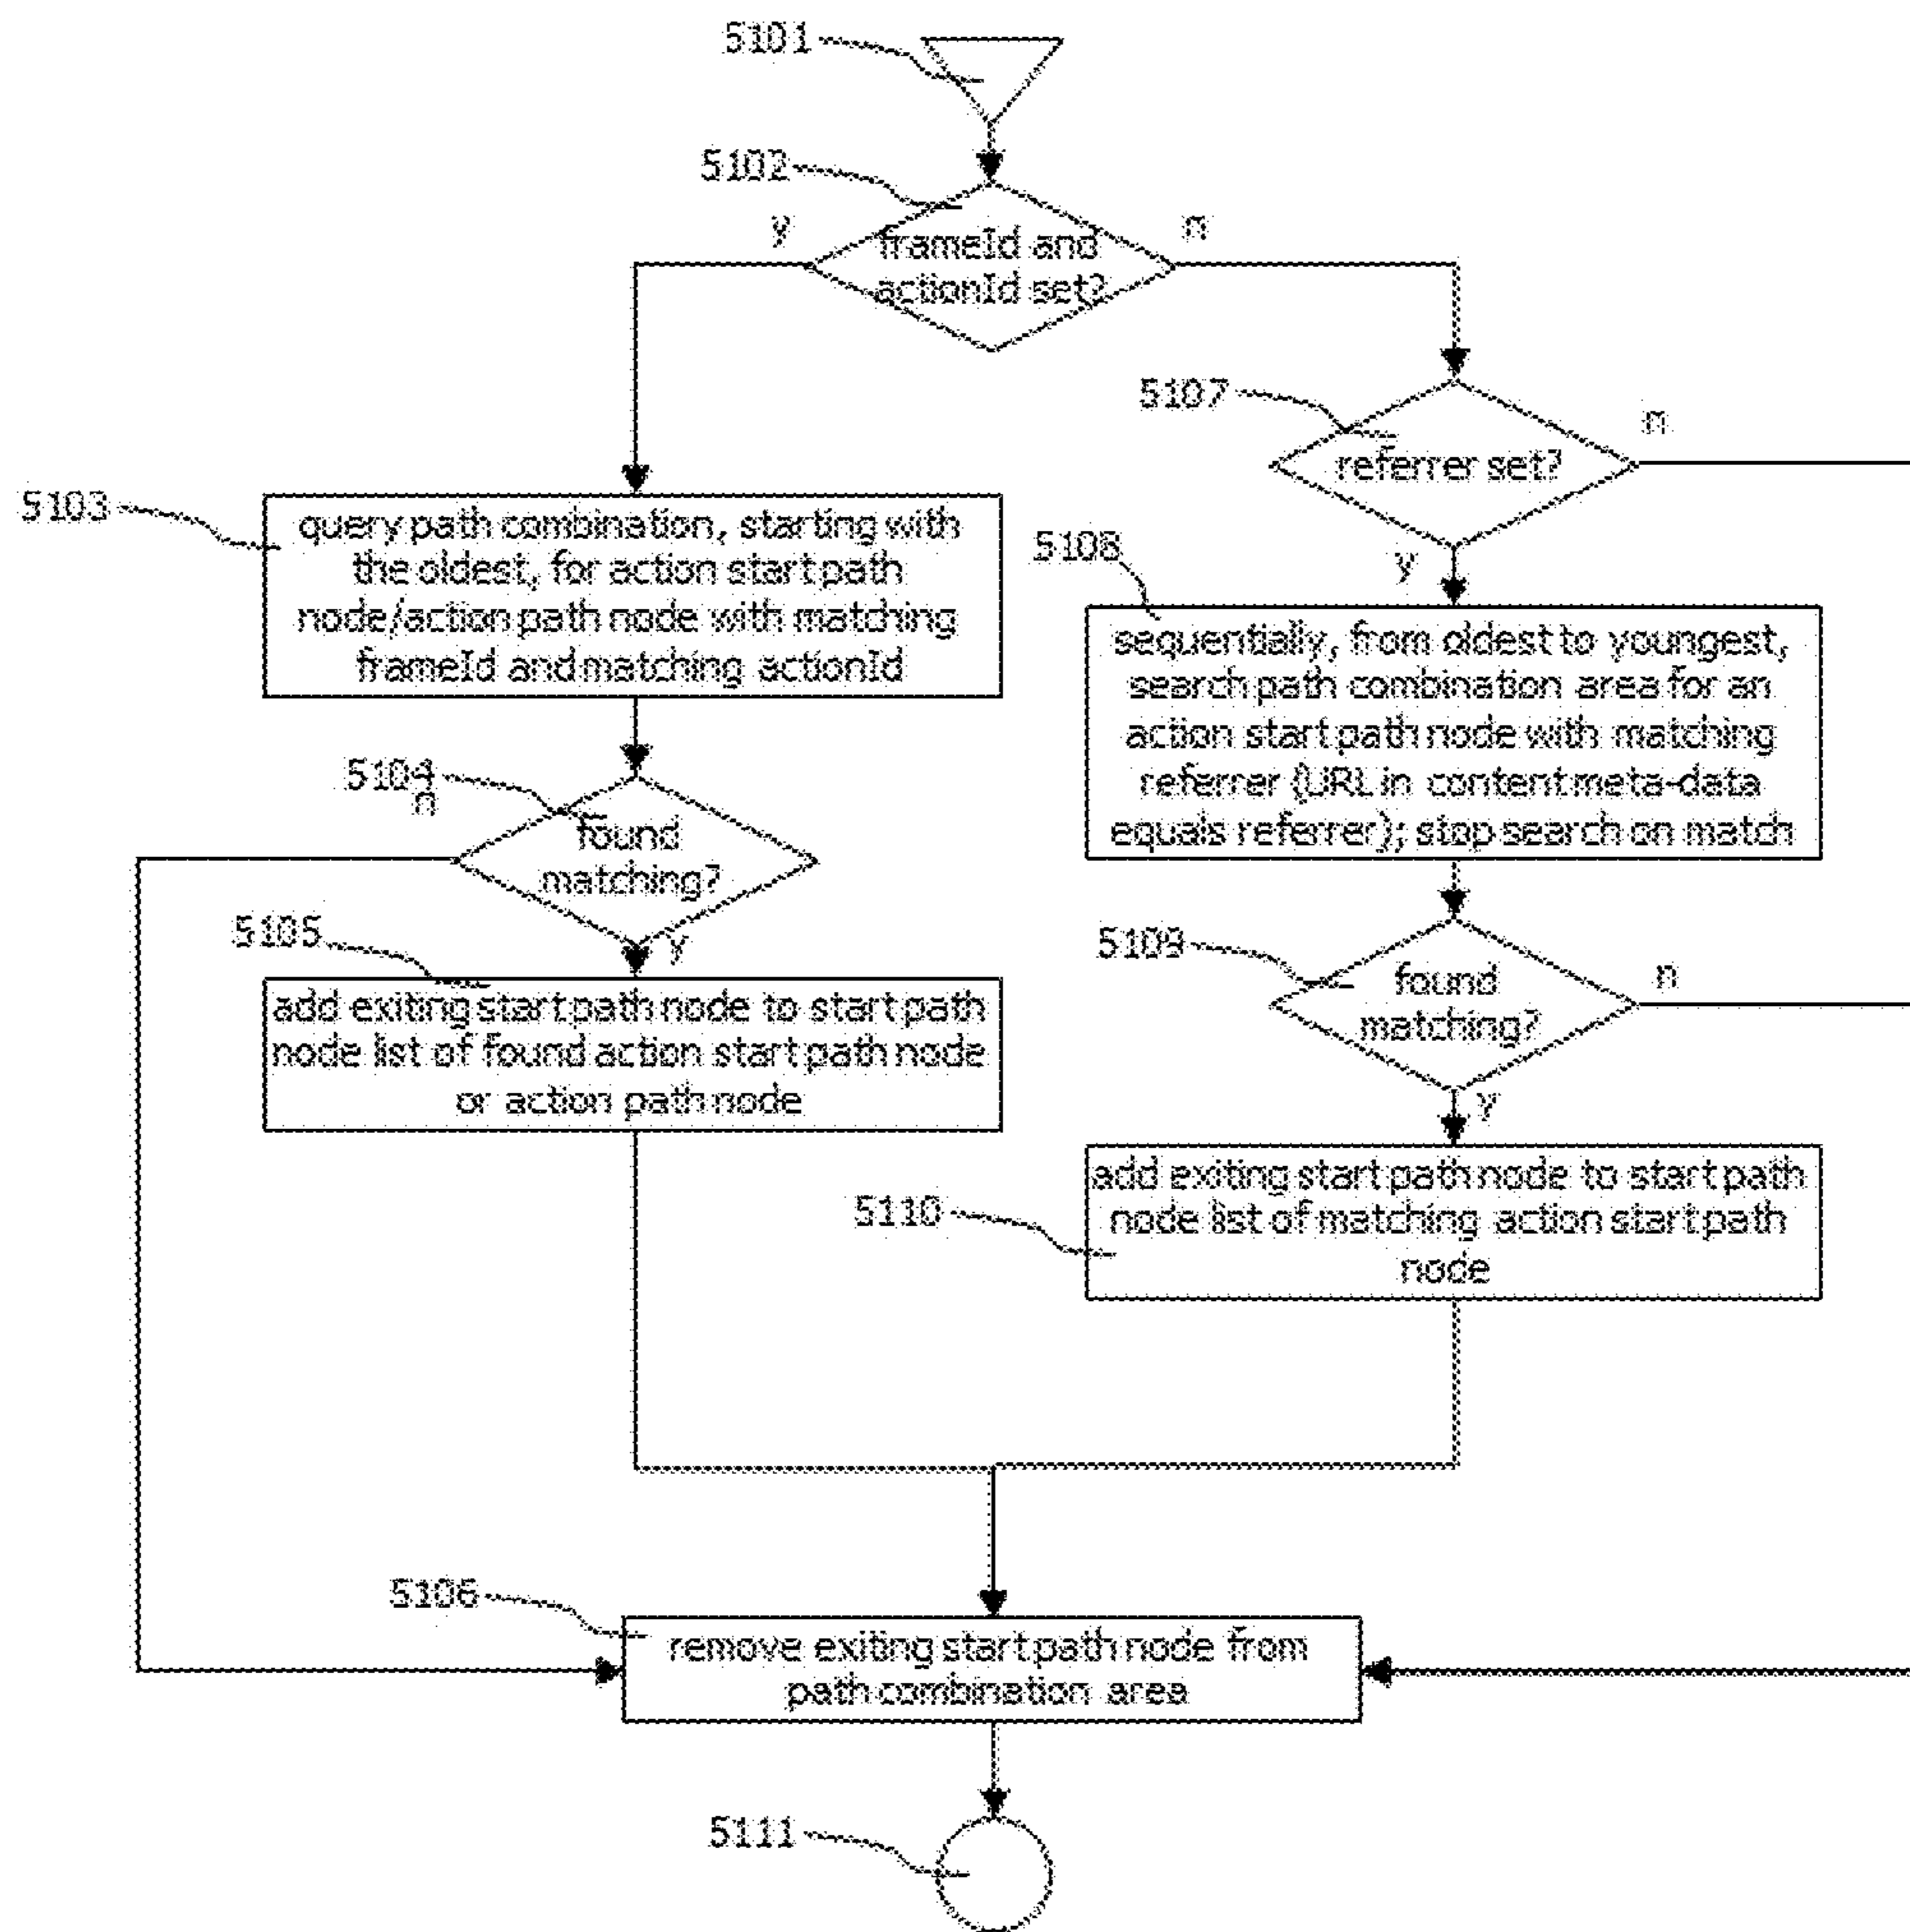 5101
5102
y
n
frameId and
actionId set?
5107
n
referrer set?
5103
query path combination, starting with
the oldest, for action start path
node/action path node with matching
frameId and matching actionId
5108
y
sequentially, from oldest to youngest,
search path combination area for an
action start path node with matching
referrer (URL in content meta-data
equals referrer); stop search on match
5104
n
found
matching?
5105
y
add exiting start path node to start path
node list of found action start path node
or action path node
5109
found
matching?
n
y
5110
add exiting start path node to start path
node list of matching action start path
node
5106
remove exiting start path node from
path combination area
5111